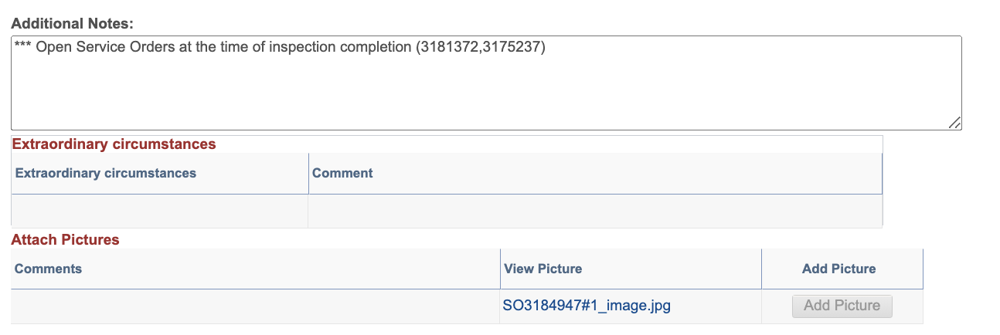 Additional Notes:
*** Open Service Orders at the time of inspection completion (3181372,3175237)
Extraordinary circumstances
Extraordinary circumstances Comment
Attach Pictures
Comments View Picture Add Picture
SO3184947#1_image.jpg Add Picture